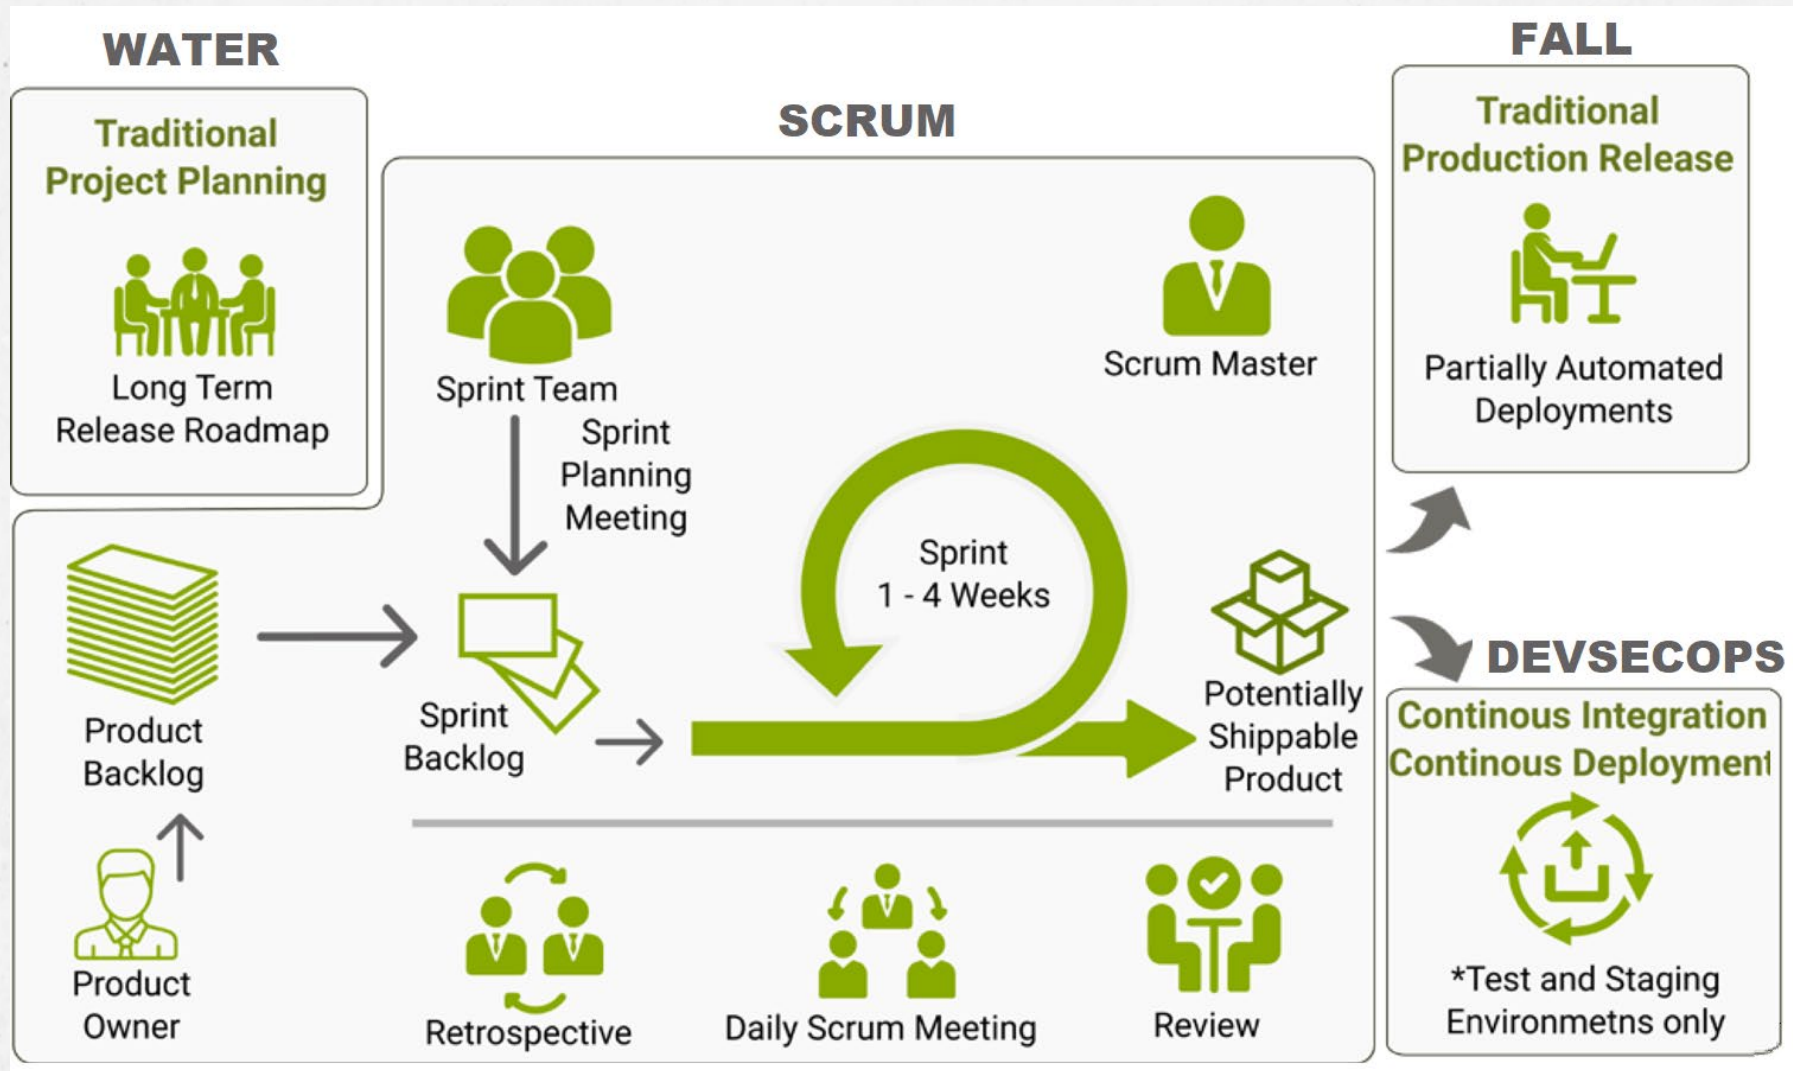 WATER
Traditional
Project Planning
Long Term
Release Roadmap
SCRUM
Sprint Team
Sprint
Planning
Meeting
Scrum Master
Sprint
1 - 4 Weeks
Product
Backlog
Sprint
Backlog
Potentially
Shippable
Product
Product
Owner
Retrospective
Daily Scrum Meeting
Review
FALL
Traditional
Production Release
Partially Automated
Deployments
DEVSECOPS
Continous Integration
Continous Deployment
*Test and Staging
Environmetns only